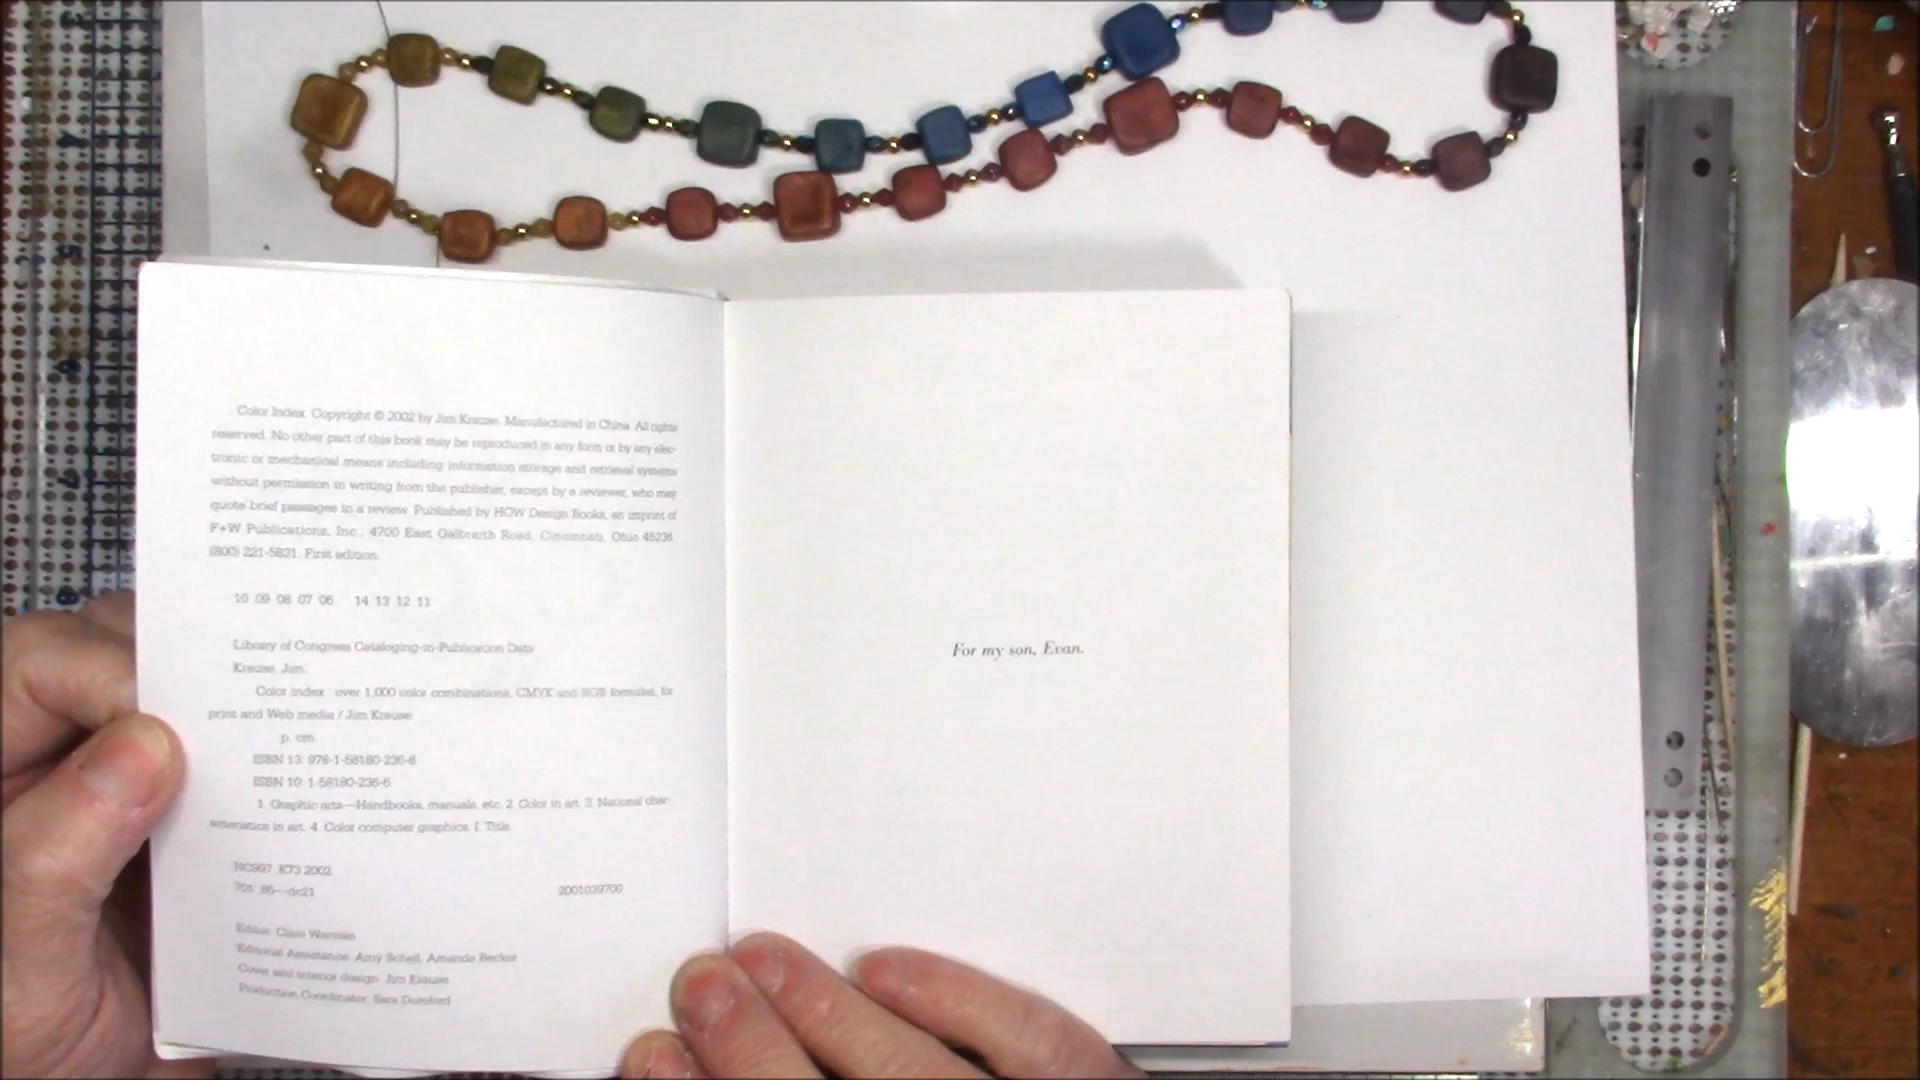 Color Index. Copyright © 2002 by Jim Krause. Manufactured in China. All rights
reserved. No other part of this book may be reproduced in any form or by any elec-
tronic or mechanical means including information storage and retrieval systems
without permission in writing from the publisher, except by a reviewer, who may
quote brief passages in a review. Published by HOW Design Books, an imprint of
F+W Publications, Inc., 4700 East Galbraith Road, Cincinnati, Ohio 45236
(800) 221-5831. First edition.
10 09 08 07 06 14 13 12 11
Library of Congress Cataloging-in-Publication Data
Krause, Jim.
Color index : over 1,000 color combinations, CMYK and RGB formulas, for
print and Web media / Jim Krause.
p. cm.
ISBN 13: 978-1-58180-236-8
ISBN 10: 1-58180-236-6
1. Graphic arts—Handbooks, manuals, etc. 2. Color in art. 3. National char-
acteristics in art. 4. Color computer graphics. I. Title.
NC997 .K73 2002
701'.85—dc21 2001039700
Editor:
Editorial Assistance: Amy Schell, Amanda Becker
Cover and interior design: Jim Krause
Production Coordinator: Sara Dumford
For my son, Evan.